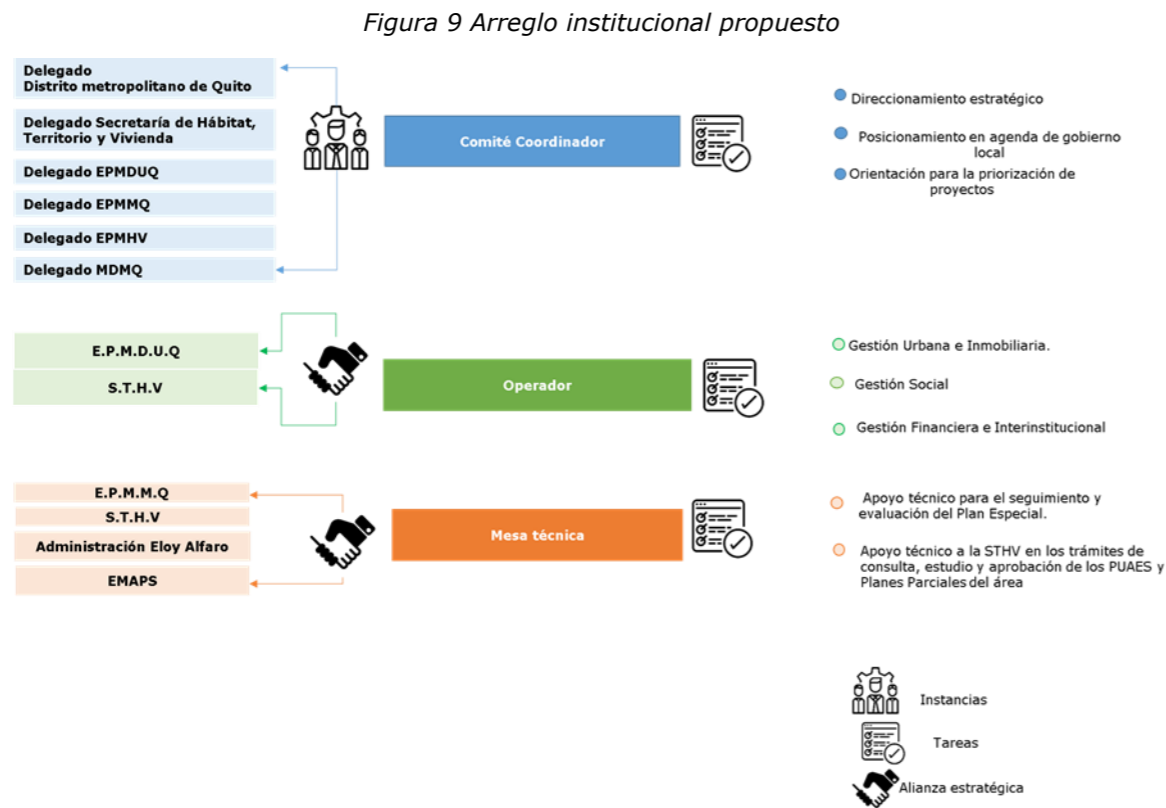 Figura 9 Arreglo institucional propuesto
Delegado
Distrito metropolitano de Quito
Delegado Secretaría de Hábitat,
Territorio y Vivienda
Delegado EPMDUQ
Delegado EPMMQ
Delegado EPMHV
Delegado MDMQ
Comité Coordinador
Direccionamiento estratégico
Posicionamiento en agenda de gobierno
local
Orientación para la priorización de
proyectos
E.P.M.D.U.Q
S.T.H.V
Operador
Gestión Urbana e Inmobiliaria.
Gestión Social
Gestión Financiera e Interinstitucional
E.P.M.M.Q
S.T.H.V
Administración Eloy Alfaro
EMAPS
Mesa técnica
Apoyo técnico para el seguimiento y
evaluación del Plan Especial.
Apoyo técnico a la STHV en los trámites de
consulta, estudio y aprobación de los PUAES y
Planes Parciales del área
Instancias
Tareas
Alianza estratégica